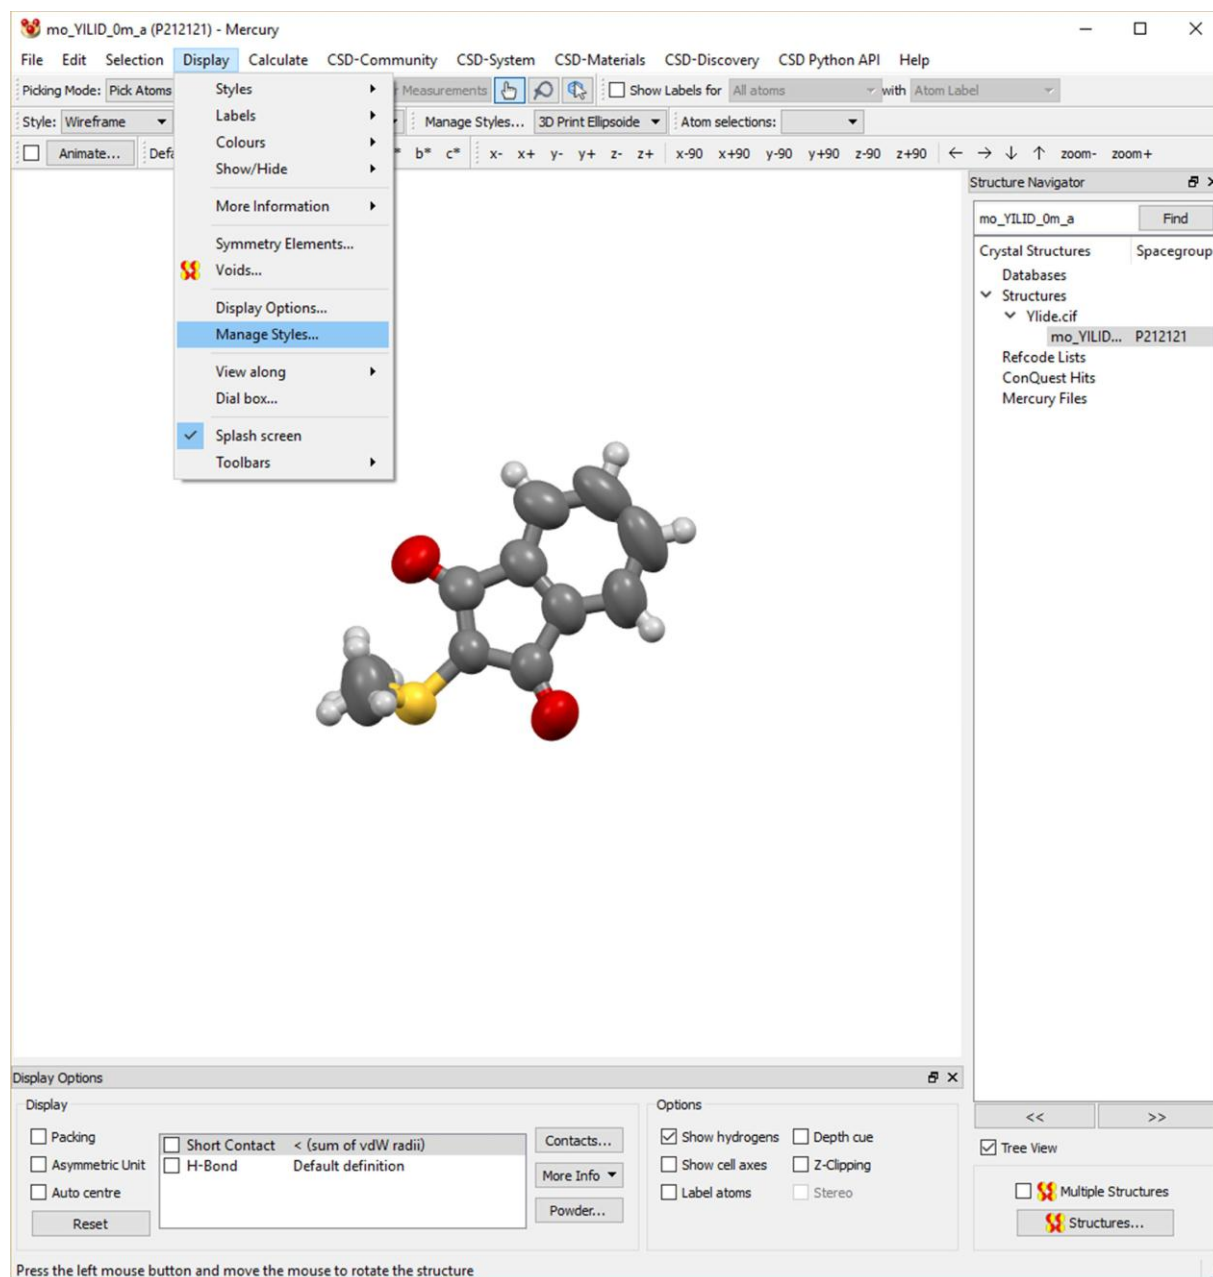 mo_YILID_0m_a (P212121) - Mercury
File Edit Selection Display Calculate CSD-Community CSD-System CSD-Materials CSD-Discovery CSD Python API Help
Picking Mode: Pick Atoms Measurements Show Labels for All atoms with Atom Label
Style: Wireframe Manage Styles... 3D Print Ellipsoide Atom selections:
Animate... b* c* x- x+ y- y+ z- z+ x-90 x+90 y-90 y+90 z-90 z+90 ← → ↓ ↑ zoom- zoom+
Styles
Labels
Colours
Show/Hide
More Information
Symmetry Elements...
Voids...
Display Options...
Manage Styles...
View along
Dial box...
Splash screen
Toolbars
Structure Navigator
mo_YILID_0m_a Find
Crystal Structures Spacegroup
Databases
Structures
Ylide.cif
mo_YILID... P212121
Refcode Lists
ConQuest Hits
Mercury Files
Display Options
Display
Packing
Asymmetric Unit
Auto centre
Reset
Short Contact < (sum of vdW radii)
H-Bond Default definition
Contacts...
More Info
Powder...
Options
Show hydrogens Depth cue
Show cell axes Z-Clipping
Label atoms Stereo
<< >>
Tree View
Multiple Structures
Structures...
Press the left mouse button and move the mouse to rotate the structure